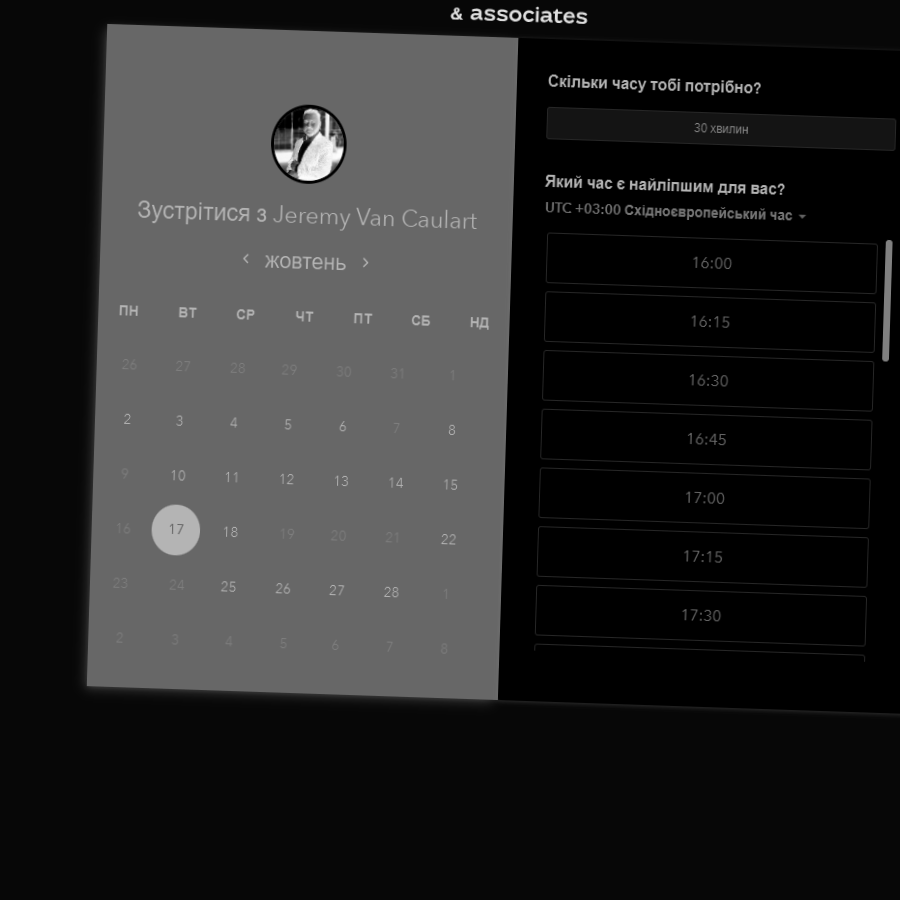 & associates
Зустрітися з Jeremy Van Caulart
‹ жовтень ›
ПН ВТ СР ЧТ ПТ СБ НД
26 27 28 29 30 31 1
2 3 4 5 6 7 8
9 10 11 12 13 14 15
16 17 18 19 20 21 22
23 24 25 26 27 28 1
2 3 4 5 6 7 8
Скільки часу тобі потрібно?
30 хвилин
Який час є найліпшим для вас?
UTC +03:00 Східноєвропейський час
16:00
16:15
16:30
16:45
17:00
17:15
17:30